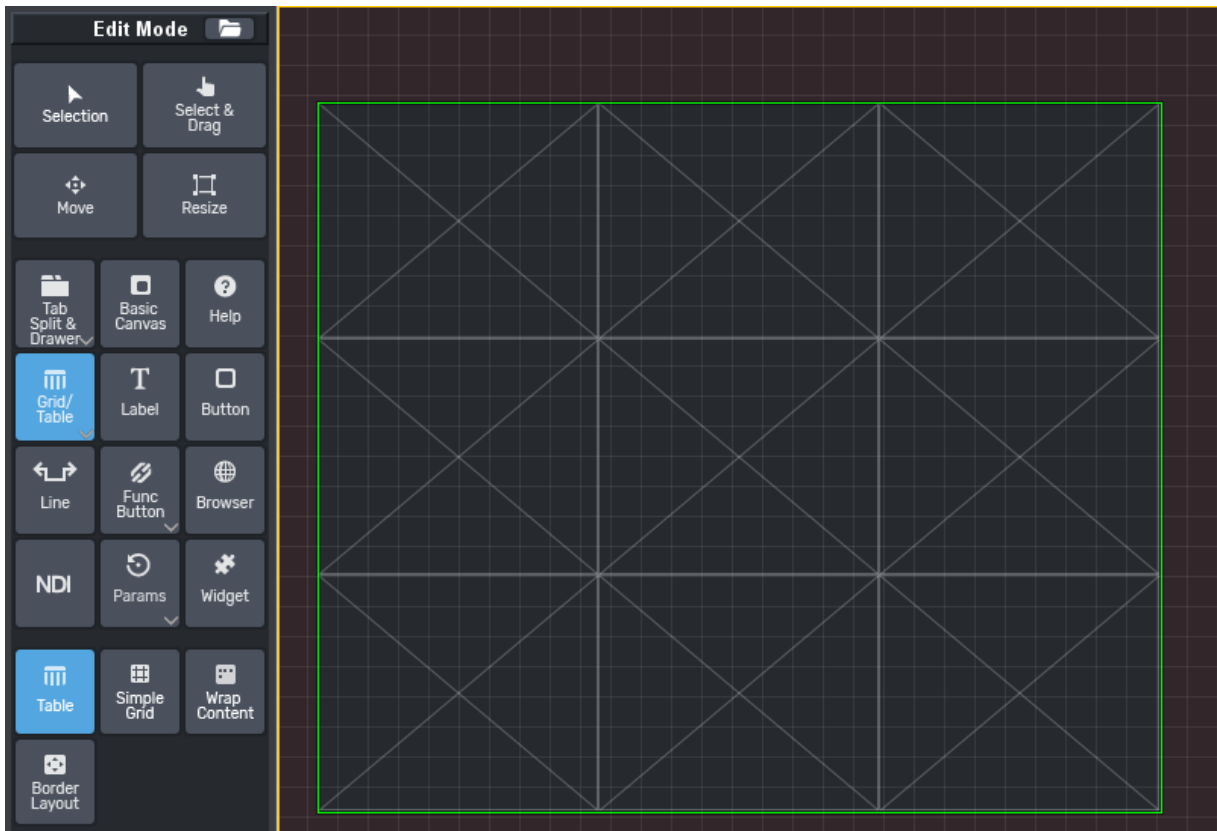 Edit Mode
Selection
Select &
Drag
Move
Resize
Tab
Split &
Drawer
Basic
Canvas
Help
Grid/
Table
Label
Button
Line
Func
Button
Browser
NDI
Params
Widget
Table
Simple
Grid
Wrap
Content
Border
Layout